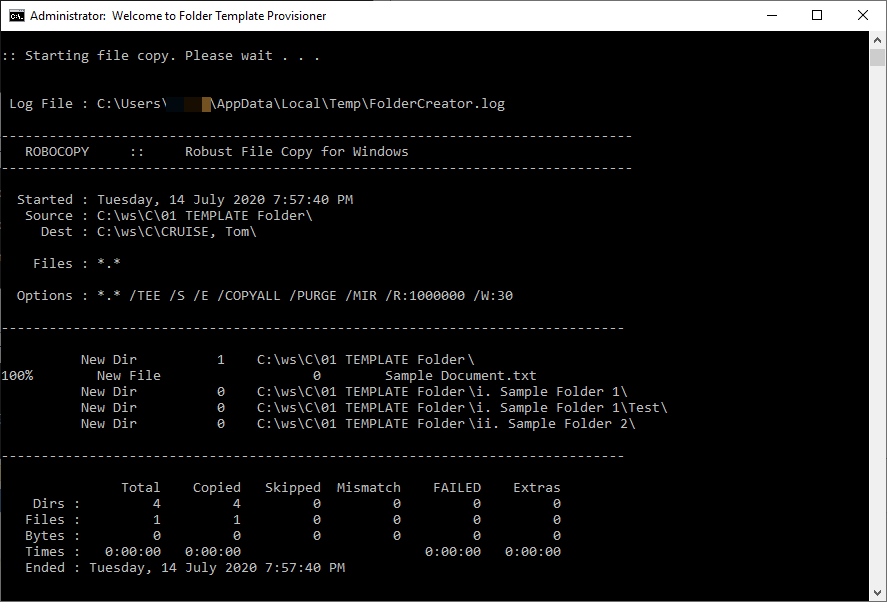 Administrator: Welcome to Folder Template Provisioner
:: Starting file copy. Please wait . . .
Log File : C:\Users\ \AppData\Local\Temp\FolderCreator.log
-------------------------------------------------------------------------------
ROBOCOPY :: Robust File Copy for Windows
-------------------------------------------------------------------------------
Started : Tuesday, 14 July 2020 7:57:40 PM
Source : C:\ws\C\01 TEMPLATE Folder\
Dest : C:\ws\C\CRUISE, Tom\
Files : *.*
Options : *.* /TEE /S /E /COPYALL /PURGE /MIR /R:1000000 /W:30
------------------------------------------------------------------------------
New Dir 1 C:\ws\C\01 TEMPLATE Folder\
100% New File 0 Sample Document.txt
New Dir 0 C:\ws\C\01 TEMPLATE Folder\i. Sample Folder 1\
New Dir 0 C:\ws\C\01 TEMPLATE Folder\i. Sample Folder 1\Test\
New Dir 0 C:\ws\C\01 TEMPLATE Folder\ii. Sample Folder 2\
------------------------------------------------------------------------------
Total Copied Skipped Mismatch FAILED Extras
Dirs : 4 4 0 0 0 0
Files : 1 1 0 0 0 0
Bytes : 0 0 0 0 0 0
Times : 0:00:00 0:00:00 0:00:00 0:00:00
Ended : Tuesday, 14 July 2020 7:57:40 PM